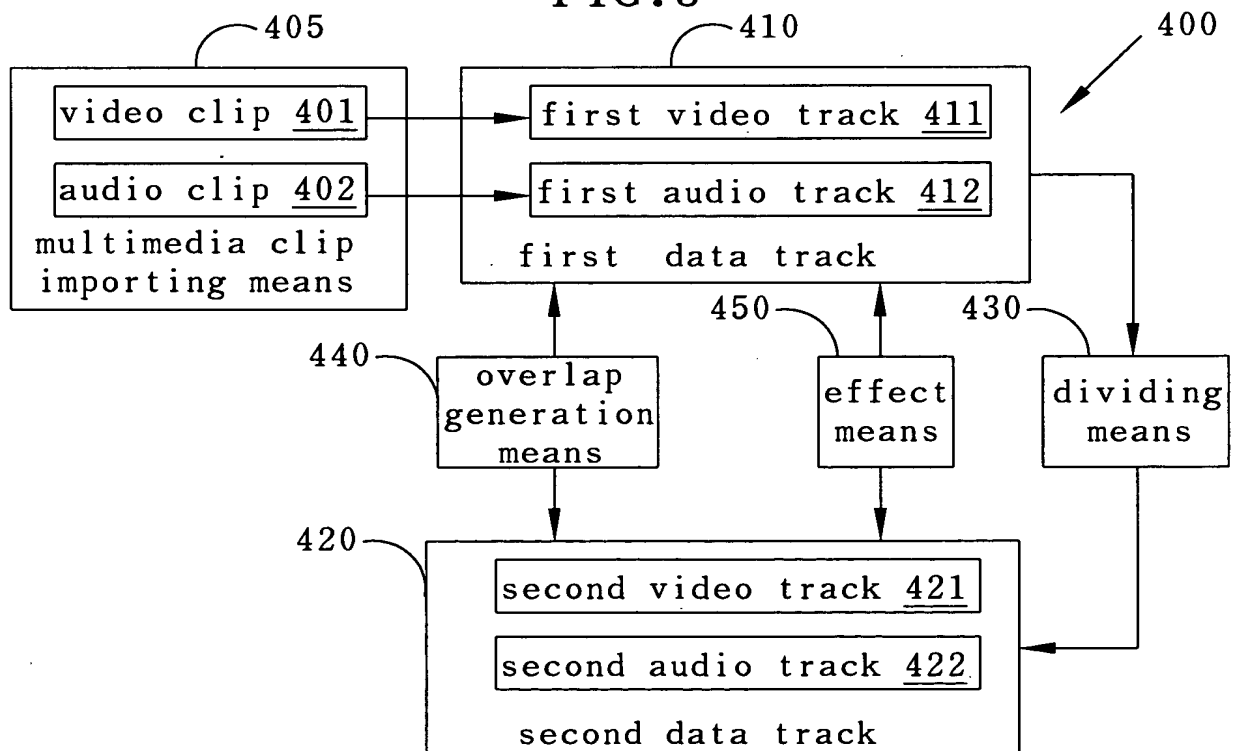 FIG.
405
410
400
video clip 401
first video track 411
audio clip 402
first audio track 412
multimedia clip
importing means
first data track
440
450
430
overlap
generation
means
effect
means
dividing
means
420
second video track 421
second audio track 422
second data track